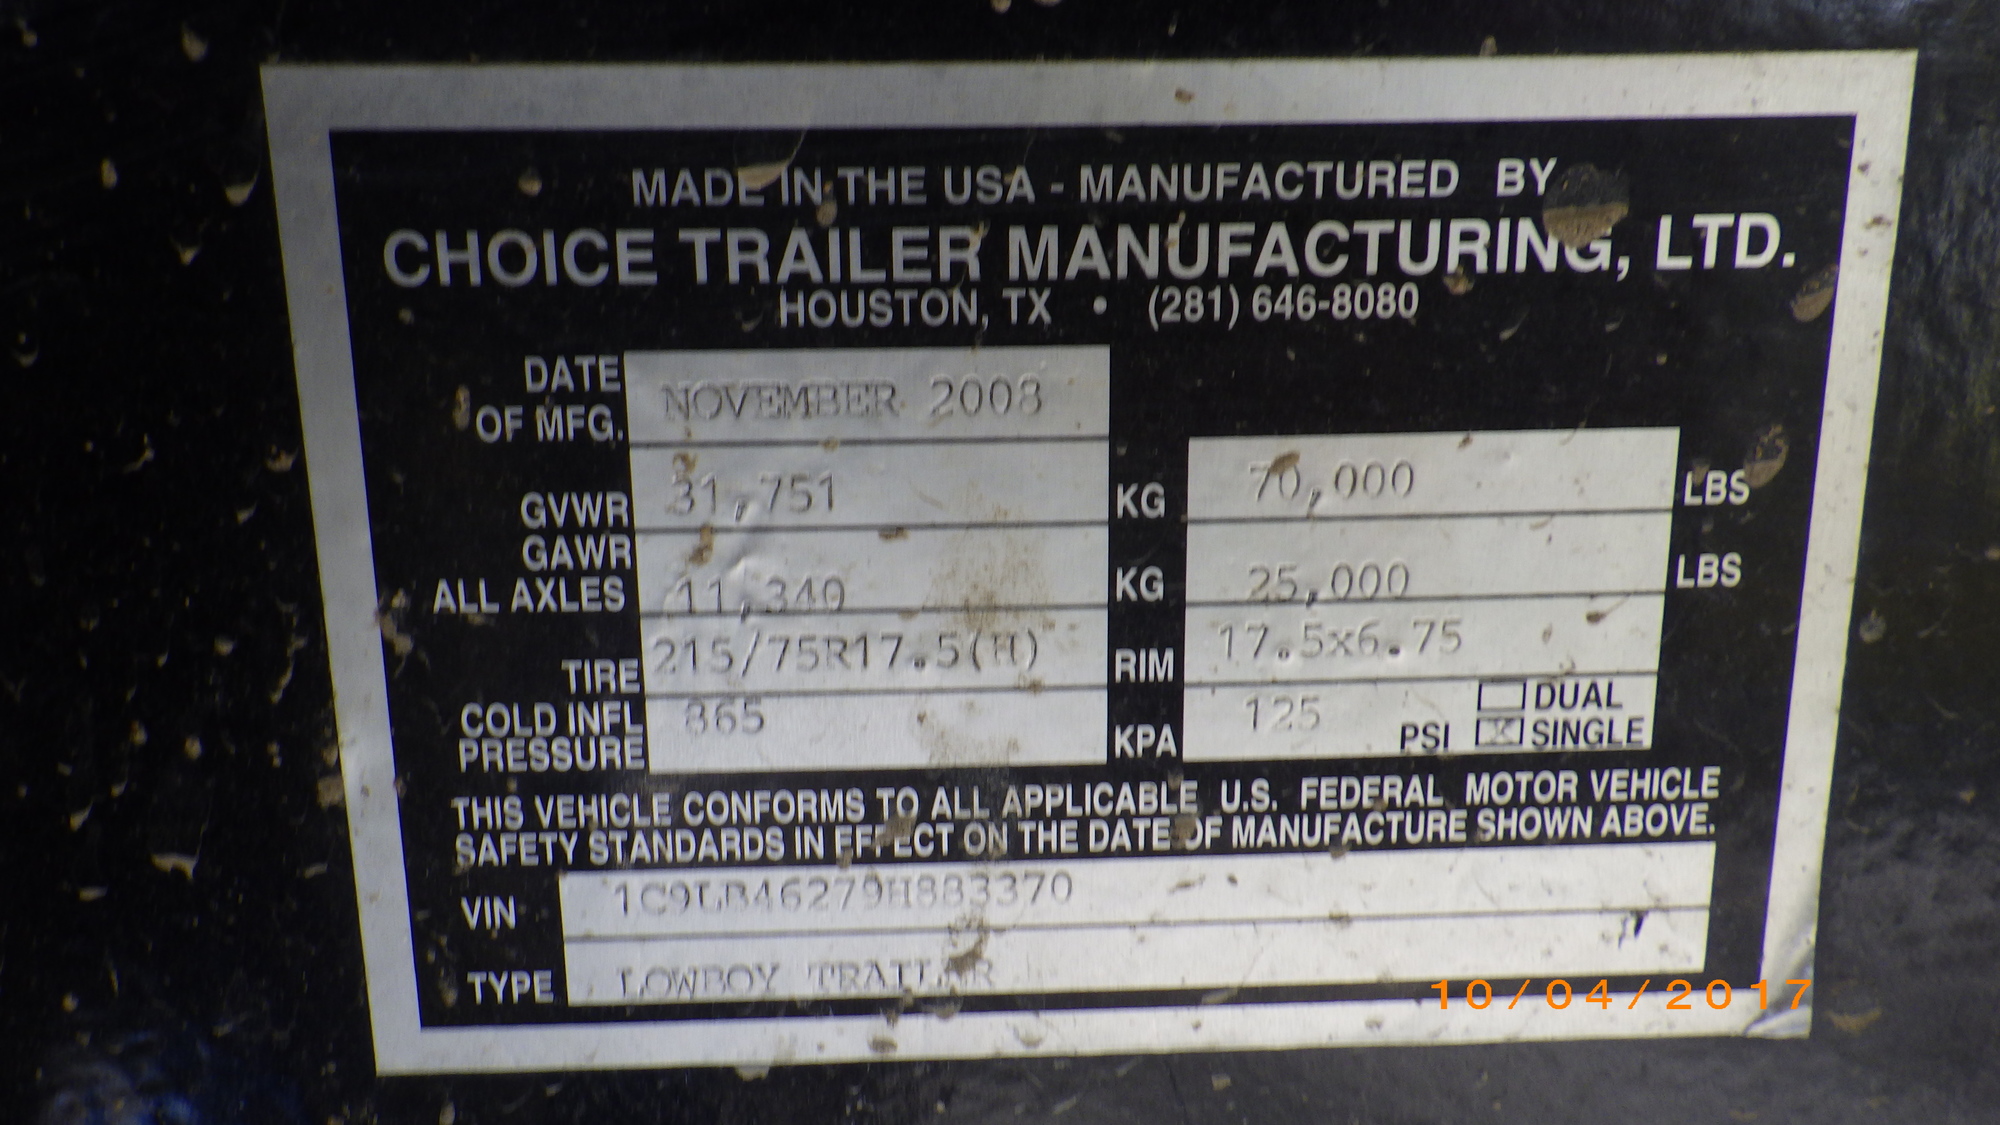 MADE IN THE USA - MANUFACTURED BY
CHOICE TRAILER MANUFACTURING, LTD.
HOUSTON, TX • (281) 646-8080
DATE OF MFG. NOVEMBER 2008
GVWR 31,751 KG 70,000 LBS
GAWR ALL AXLES 11,340 KG 25,000 LBS
TIRE 215/75R17.5(H) RIM 17.5x6.75
COLD INFL PRESSURE 865 KPA 125 PSI DUAL X SINGLE
THIS VEHICLE CONFORMS TO ALL APPLICABLE U.S. FEDERAL MOTOR VEHICLE
SAFETY STANDARDS IN EFFECT ON THE DATE OF MANUFACTURE SHOWN ABOVE.
VIN 1C9LB46279H883370
TYPE LOWBOY TRAILER
10/04/2017